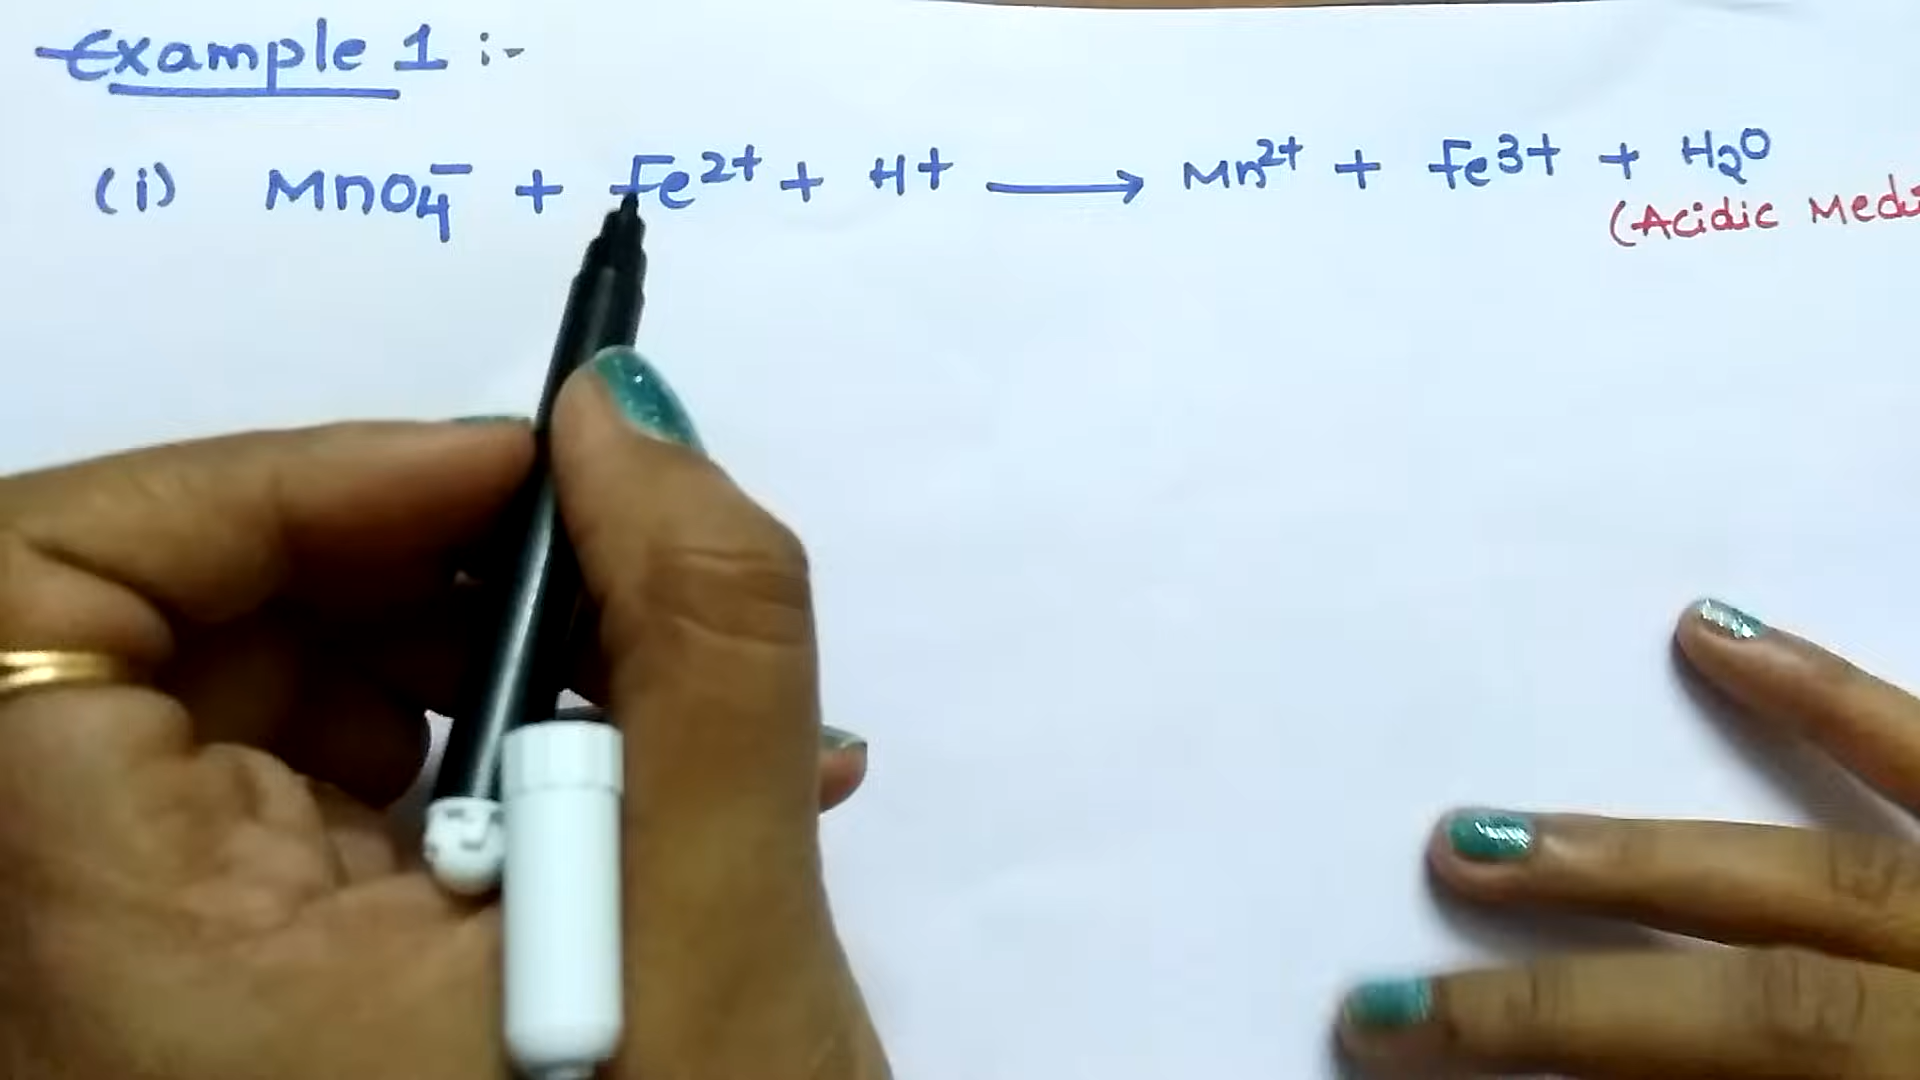 Example 1 :-
(i) MnO₄⁻ + Fe²⁺ + H⁺ ⟶ Mn²⁺ + Fe³⁺ + H₂O
(Acidic